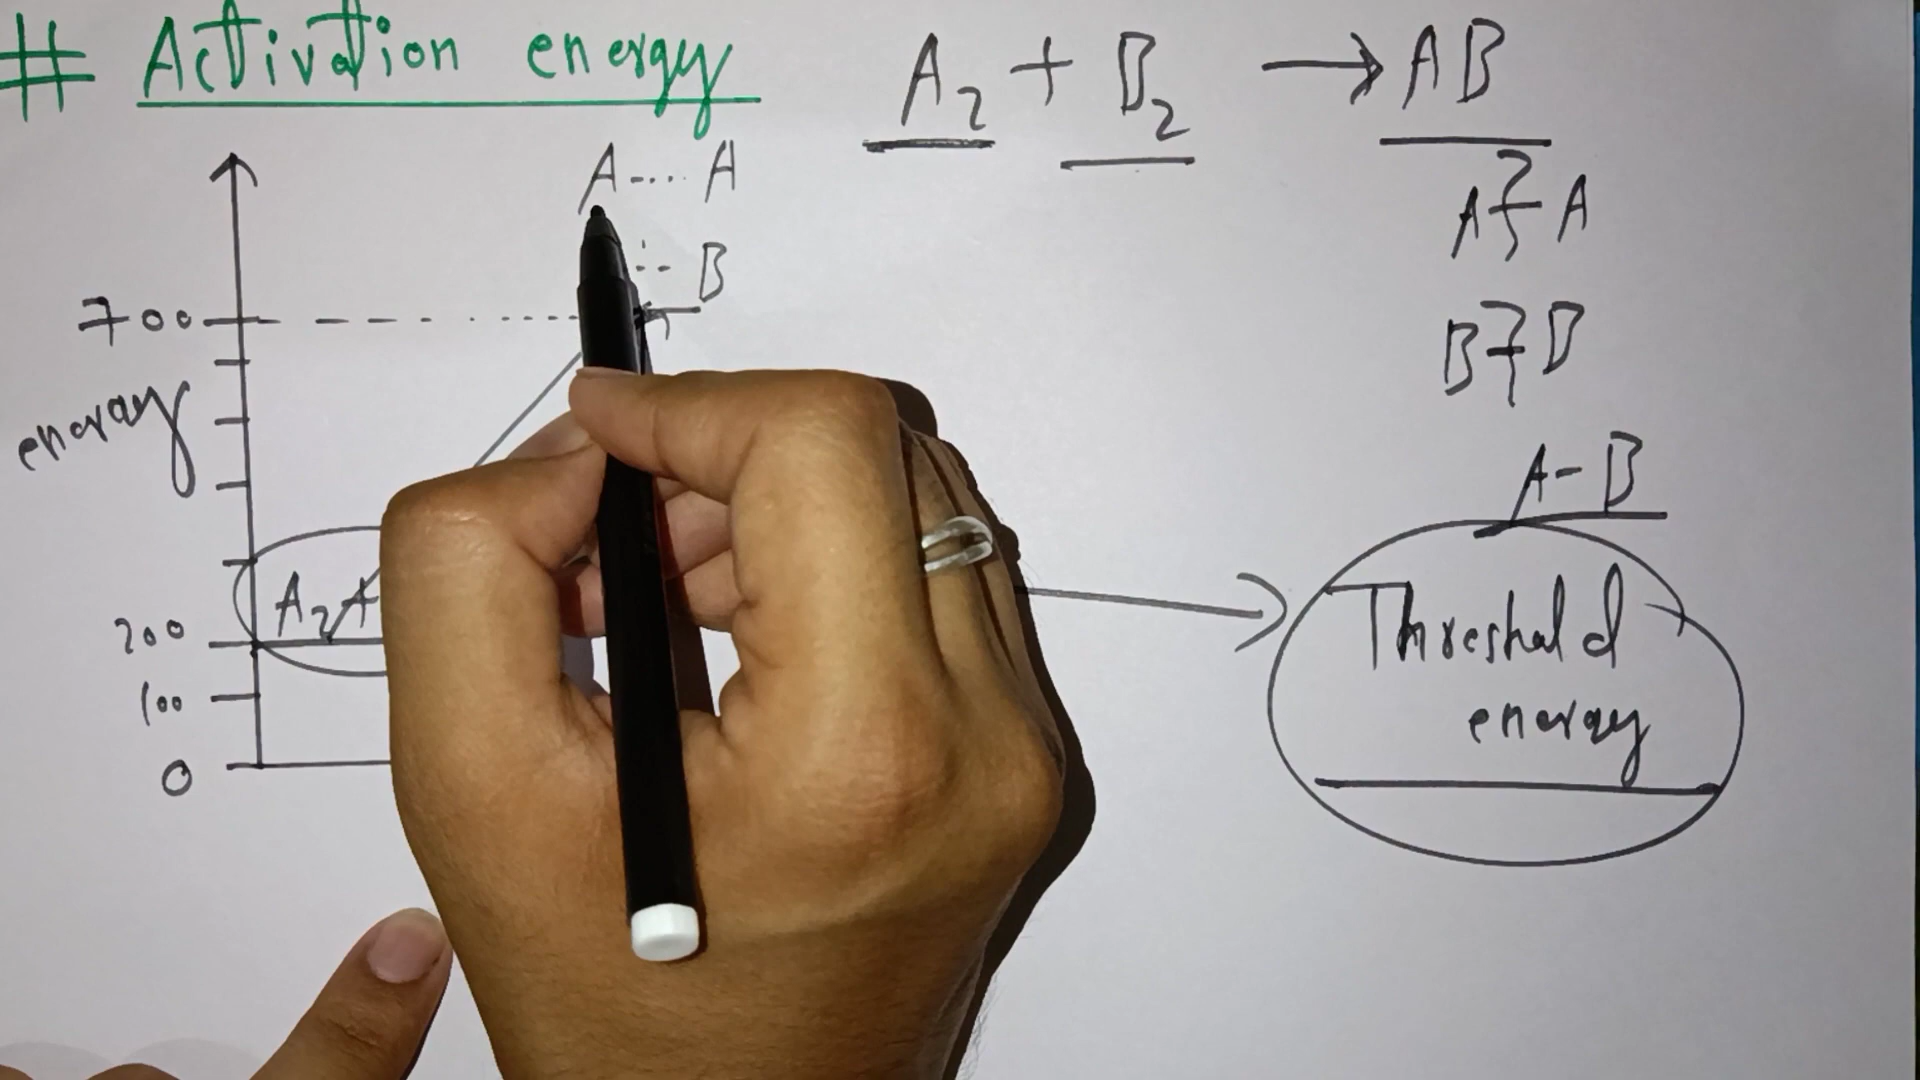 # Activation energy
A₂ + B₂ → AB
A---- A
B
A A
B B
A - B
700
energy
A₂ +
200
100
0
Threshold
energy